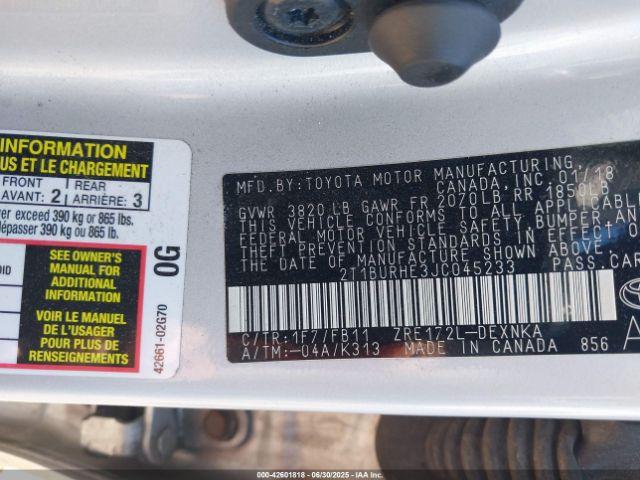 INFORMATION
US ET LE CHARGEMENT
FRONT
AVANT: 2
REAR
ARRIÈRE: 3
ver exceed 390 kg or 865 lbs.
dépasser 390 kg ou 865 lb.
OID
SEE OWNER'S
MANUAL FOR
ADDITIONAL
INFORMATION
VOIR LE MANUEL
DE L'USAGER
POUR PLUS DE
RENSEIGNEMENTS
42661-02G70
0G
MFD.BY:TOYOTA MOTOR MANUFACTURING,
CANADA, INC. 01/18
GVWR 3820LB GAWR FR 2070LB RR 1850LB
THIS VEHICLE CONFORMS TO ALL APPLICABLE
FEDERAL MOTOR VEHICLE SAFETY BUMPER AND
THEFT PREVENTION STANDARDS IN EFFECT O
THE DATE OF MANUFACTURE SHOWN ABOVE.
2T1BURHE3JC045233 PASS.CAR
C/TR:1F7/FB11 ZRE172L-DEXNKA
A/TM:-04A/K313 MADE IN CANADA 856
A
000-42601818 - 06/30/2025 - IAAI